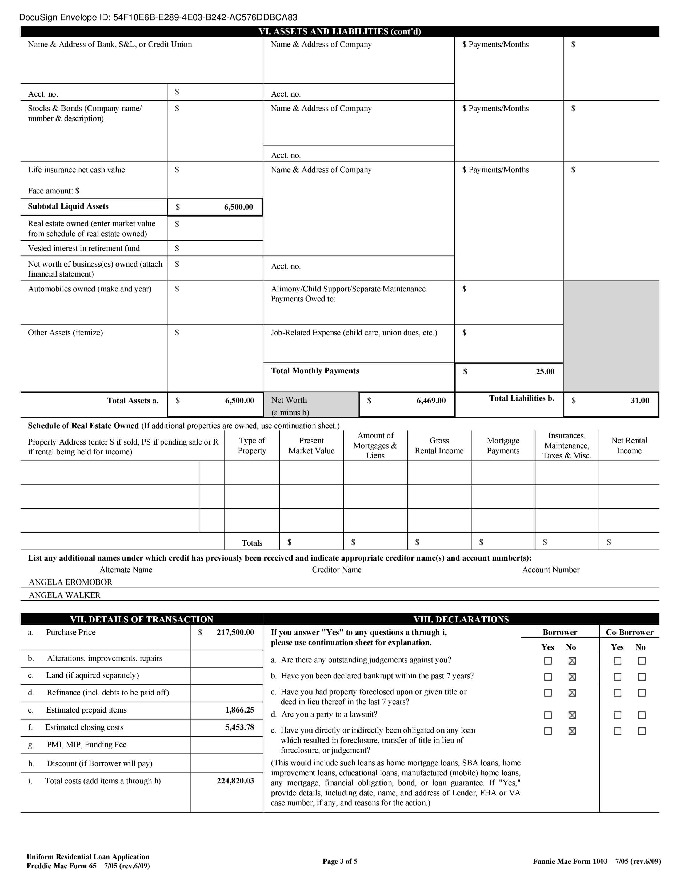 DocuSign Envelope ID: 54F10E6B-E289-4E03-B242-AC576DDBCA83
VI. ASSETS AND LIABILITIES (cont'd)
Name & Address of Bank, S&L, or Credit Union
Name & Address of Company
$ Payments/Months
$
Acct. no.
$
Acct. no.
Stocks & Bonds (Company name/
number & description)
$
Name & Address of Company
$ Payments/Months
$
Acct. no.
Life insurance net cash value
$
Name & Address of Company
$ Payments/Months
$
Face amount: $
Subtotal Liquid Assets
$ 6,500.00
Real estate owned (enter market value
from schedule of real estate owned)
$
Vested interest in retirement fund
$
Net worth of business(es) owned (attach
financial statement)
$
Acct. no.
Automobiles owned (make and year)
$
Alimony/Child Support/Separate Maintenance
Payments Owed to:
$
Other Assets (itemize)
$
Job-Related Expense (child care, union dues, etc.)
$
Total Monthly Payments
$ 25.00
Total Assets a.
$ 6,500.00
Net Worth
(a minus b)
$ 6,469.00
Total Liabilities b.
$ 31.00
Schedule of Real Estate Owned (If additional properties are owned, use continuation sheet.)
Property Address (enter S if sold, PS if pending sale or R
if rental being held for income)
Type of
Property
Present
Market Value
Amount of
Mortgages &
Liens
Gross
Rental Income
Mortgage
Payments
Insurances,
Maintenance,
Taxes & Misc.
Net Rental
Income
Totals
$
$
$
$
$
$
List any additional names under which credit has previously been received and indicate appropriate creditor name(s) and account number(s):
Alternate Name
Creditor Name
Account Number
ANGELA EROMOBOR
ANGELA WALKER
VII. DETAILS OF TRANSACTION
a. Purchase Price
$ 217,500.00
b. Alterations, improvements, repairs
c. Land (if aquired separately)
d. Refinance (incl. debts to be paid off)
e. Estimated prepaid items
1,866.25
f. Estimated closing costs
5,453.78
g. PMI, MIP, Funding Fee
h. Discount (if Borrower will pay)
i. Total costs (add items a through h)
224,820.03
VIII. DECLARATIONS
If you answer "Yes" to any questions a through i,
please use continuation sheet for explanation.
Borrower
Co-Borrower
Yes No
Yes No
a. Are there any outstanding judgements against you?
☐ ☒ ☐ ☐
b. Have you been declared bankrupt within the past 7 years?
☐ ☒ ☐ ☐
c. Have you had property foreclosed upon or given title or
deed in lieu thereof in the last 7 years?
☐ ☒ ☐ ☐
d. Are you a party to a lawsuit?
☐ ☒ ☐ ☐
e. Have you directly or indirectly been obligated on any loan
which resulted in foreclosure, transfer of title in lieu of
foreclosure, or judgement?
☐ ☒ ☐ ☐
(This would include such loans as home mortgage loans, SBA loans, home
improvement loans, educational loans, manufactured (mobile) home loans,
any mortgage, financial obligation, bond, or loan guarantee. If "Yes,"
provide details, including date, name, and address of Lender, FHA or VA
case number, if any, and reasons for the action.)
Uniform Residential Loan Application
Freddie Mac Form 65 7/05 (rev.6/09)
Page 3 of 5
Fannie Mae Form 1003 7/05 (rev.6/09)